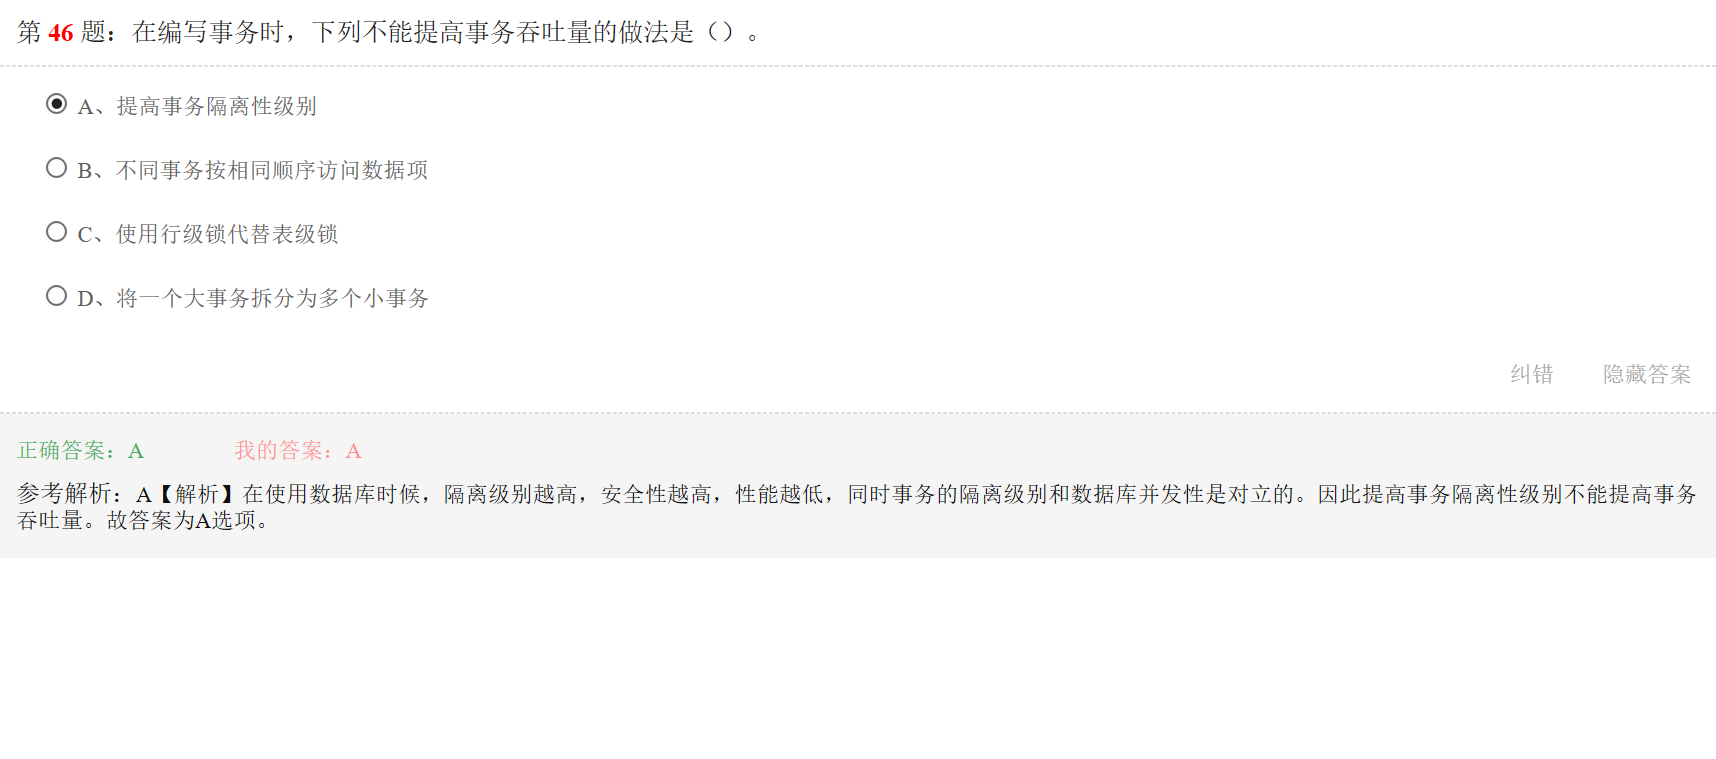 第 46 题：在编写事务时，下列不能提高事务吞吐量的做法是（）。
A、提高事务隔离性级别
B、不同事务按相同顺序访问数据项
C、使用行级锁代替表级锁
D、将一个大事务拆分为多个小事务
纠错 隐藏答案
正确答案：A 我的答案：A
参考解析：A【解析】在使用数据库时候，隔离级别越高，安全性越高，性能越低，同时事务的隔离级别和数据库并发性是对立的。因此提高事务隔离性级别不能提高事务
吞吐量。故答案为A选项。